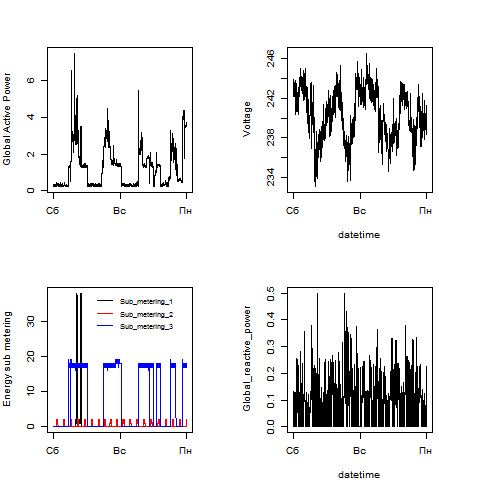 Global Active Power
0 2 4 6
Сб Вс Пн
Voltage
234 238 242 246
Сб Вс Пн
datetime
Energy sub metering
0 10 20 30
Sub_metering_1
Sub_metering_2
Sub_metering_3
Сб Вс Пн
Global_reactive_power
0.0 0.1 0.2 0.3 0.4 0.5
Сб Вс Пн
datetime